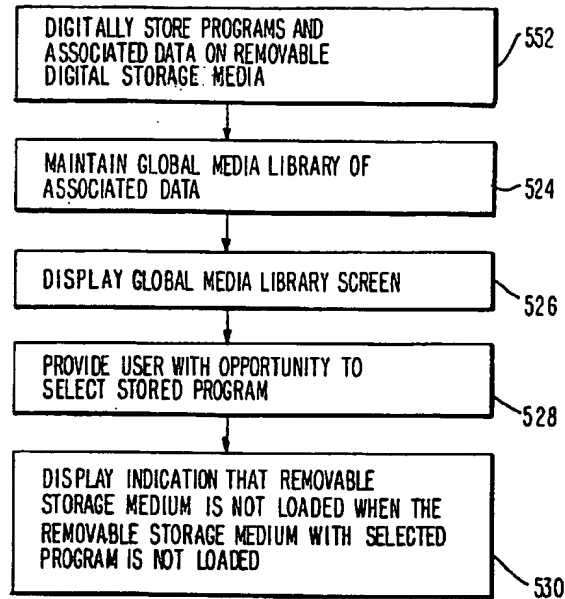 DIGITALLY STORE PROGRAMS AND
ASSOCIATED DATA ON REMOVABLE
DIGITAL STORAGE MEDIA
552
MAINTAIN GLOBAL MEDIA LIBRARY OF
ASSOCIATED DATA
524
DISPLAY GLOBAL MEDIA LIBRARY SCREEN
526
PROVIDE USER WITH OPPORTUNITY TO
SELECT STORED PROGRAM
528
DISPLAY INDICATION THAT REMOVABLE
STORAGE MEDIUM IS NOT LOADED WHEN THE
REMOVABLE STORAGE MEDIUM WITH SELECTED
PROGRAM IS NOT LOADED
530